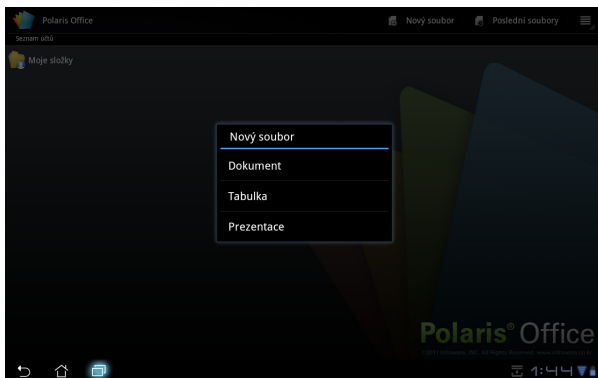 Polaris Office
Nový soubor
Poslední soubory
Seznam účtů
Moje složky
Nový soubor
Dokument
Tabulka
Prezentace
Polaris® Office
1:44